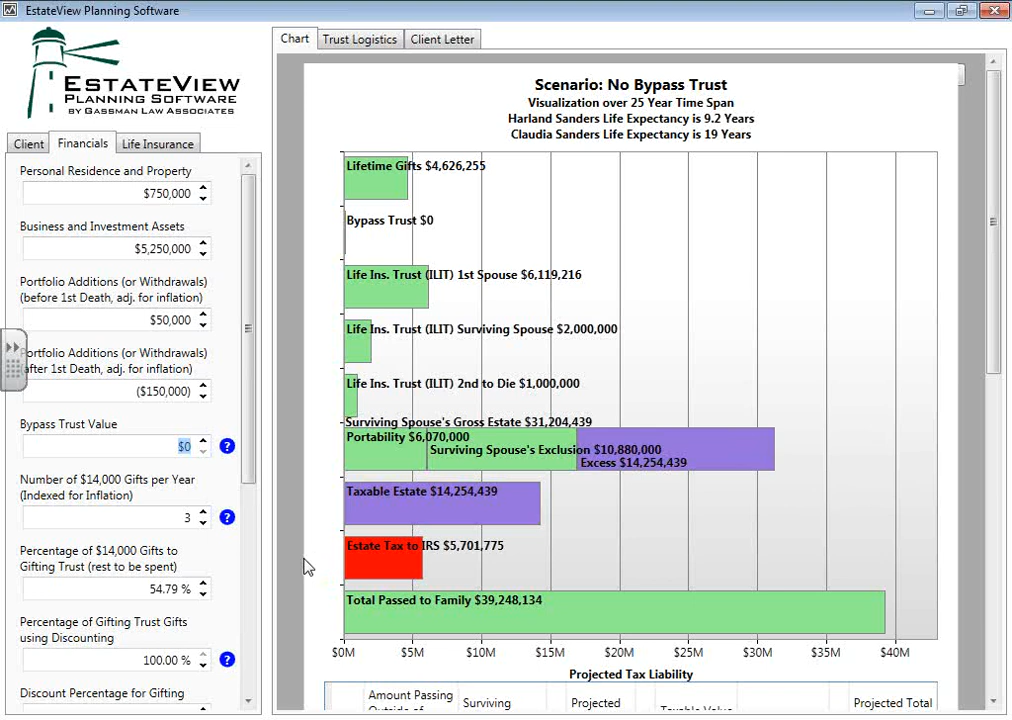 EstateView Planning Software
ESTATEVIEW
PLANNING SOFTWARE
BY GASSMAN LAW ASSOCIATES
Client Financials Life Insurance
Personal Residence and Property
$750,000
Business and Investment Assets
$5,250,000
Portfolio Additions (or Withdrawals)
(before 1st Death, adj. for inflation)
$50,000
Portfolio Additions (or Withdrawals)
after 1st Death, adj. for inflation)
($150,000)
Bypass Trust Value
$0 ?
Number of $14,000 Gifts per Year
(Indexed for Inflation)
3 ?
Percentage of $14,000 Gifts to
Gifting Trust (rest to be spent)
54.79 %
Percentage of Gifting Trust Gifts
using Discounting
100.00 % ?
Discount Percentage for Gifting
Chart Trust Logistics Client Letter
Scenario: No Bypass Trust
Visualization over 25 Year Time Span
Harland Sanders Life Expectancy is 9.2 Years
Claudia Sanders Life Expectancy is 19 Years
Lifetime Gifts $4,626,255
Bypass Trust $0
Life Ins. Trust (ILIT) 1st Spouse $6,119,216
Life Ins. Trust (ILIT) Surviving Spouse $2,000,000
Life Ins. Trust (ILIT) 2nd to Die $1,000,000
Surviving Spouse's Gross Estate $31,204,439
Portability $6,070,000
Surviving Spouse's Exclusion $10,880,000
Excess $14,254,439
Taxable Estate $14,254,439
Estate Tax to IRS $5,701,775
Total Passed to Family $39,248,134
$0M $5M $10M $15M $20M $25M $30M $35M $40M
Projected Tax Liability
Amount Passing
Outside of
Surviving
Projected
Taxable Value
Projected Total